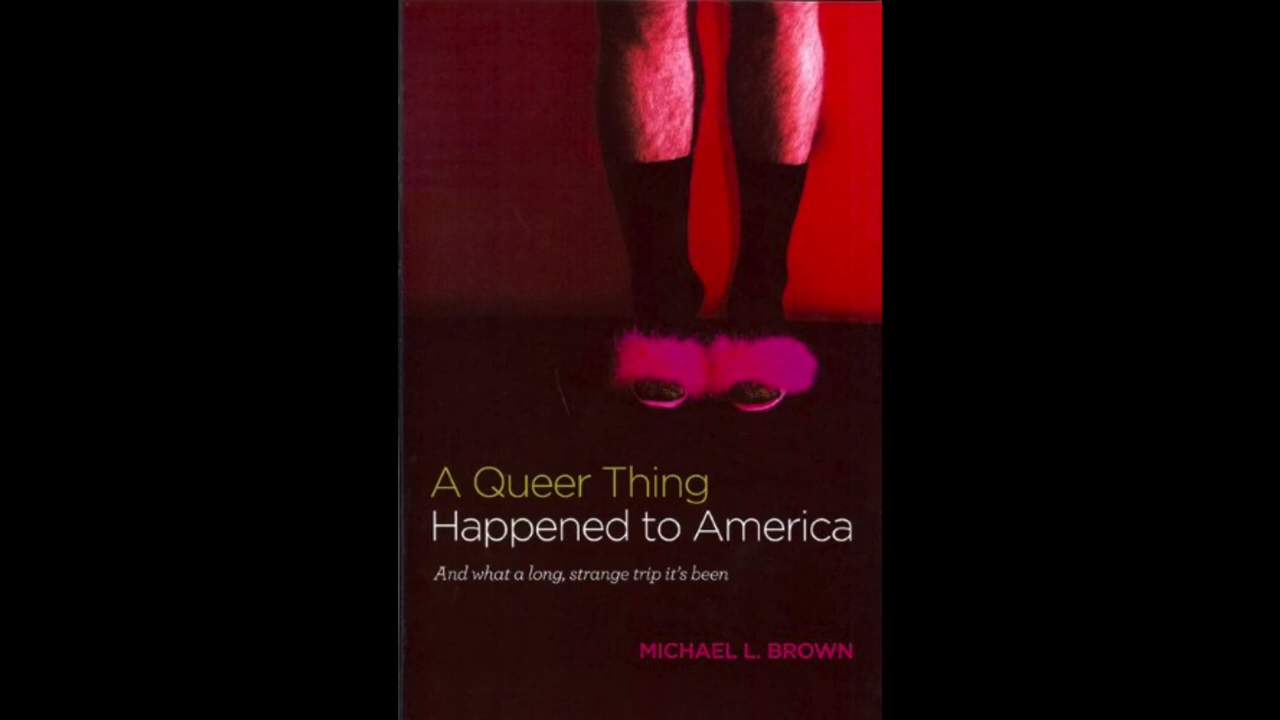 A Queer Thing
Happened to America
And what a long, strange trip it's been
MICHAEL L. BROWN